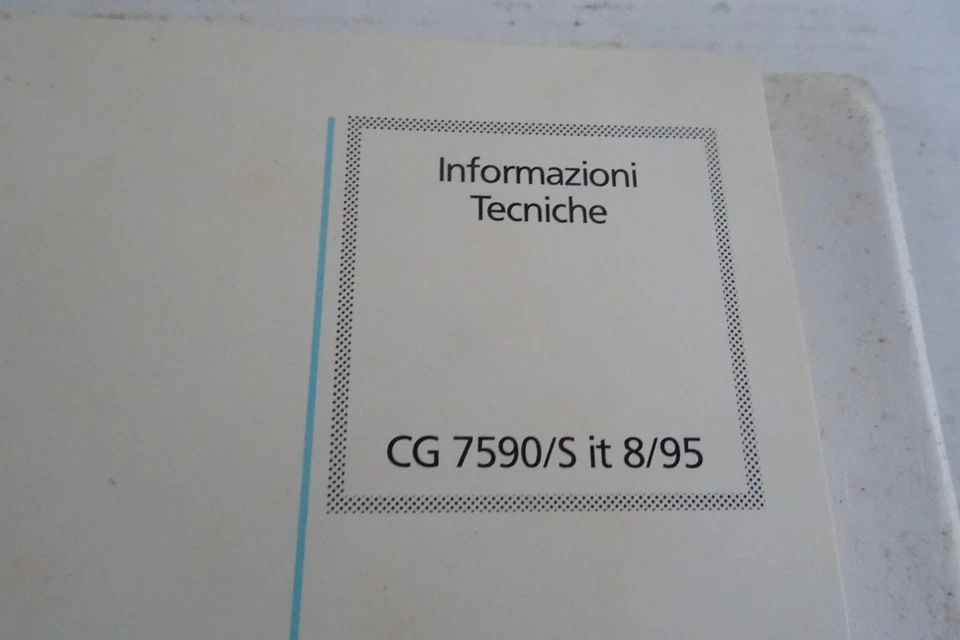 Informazioni
Tecniche
CG 7590/S it 8/95